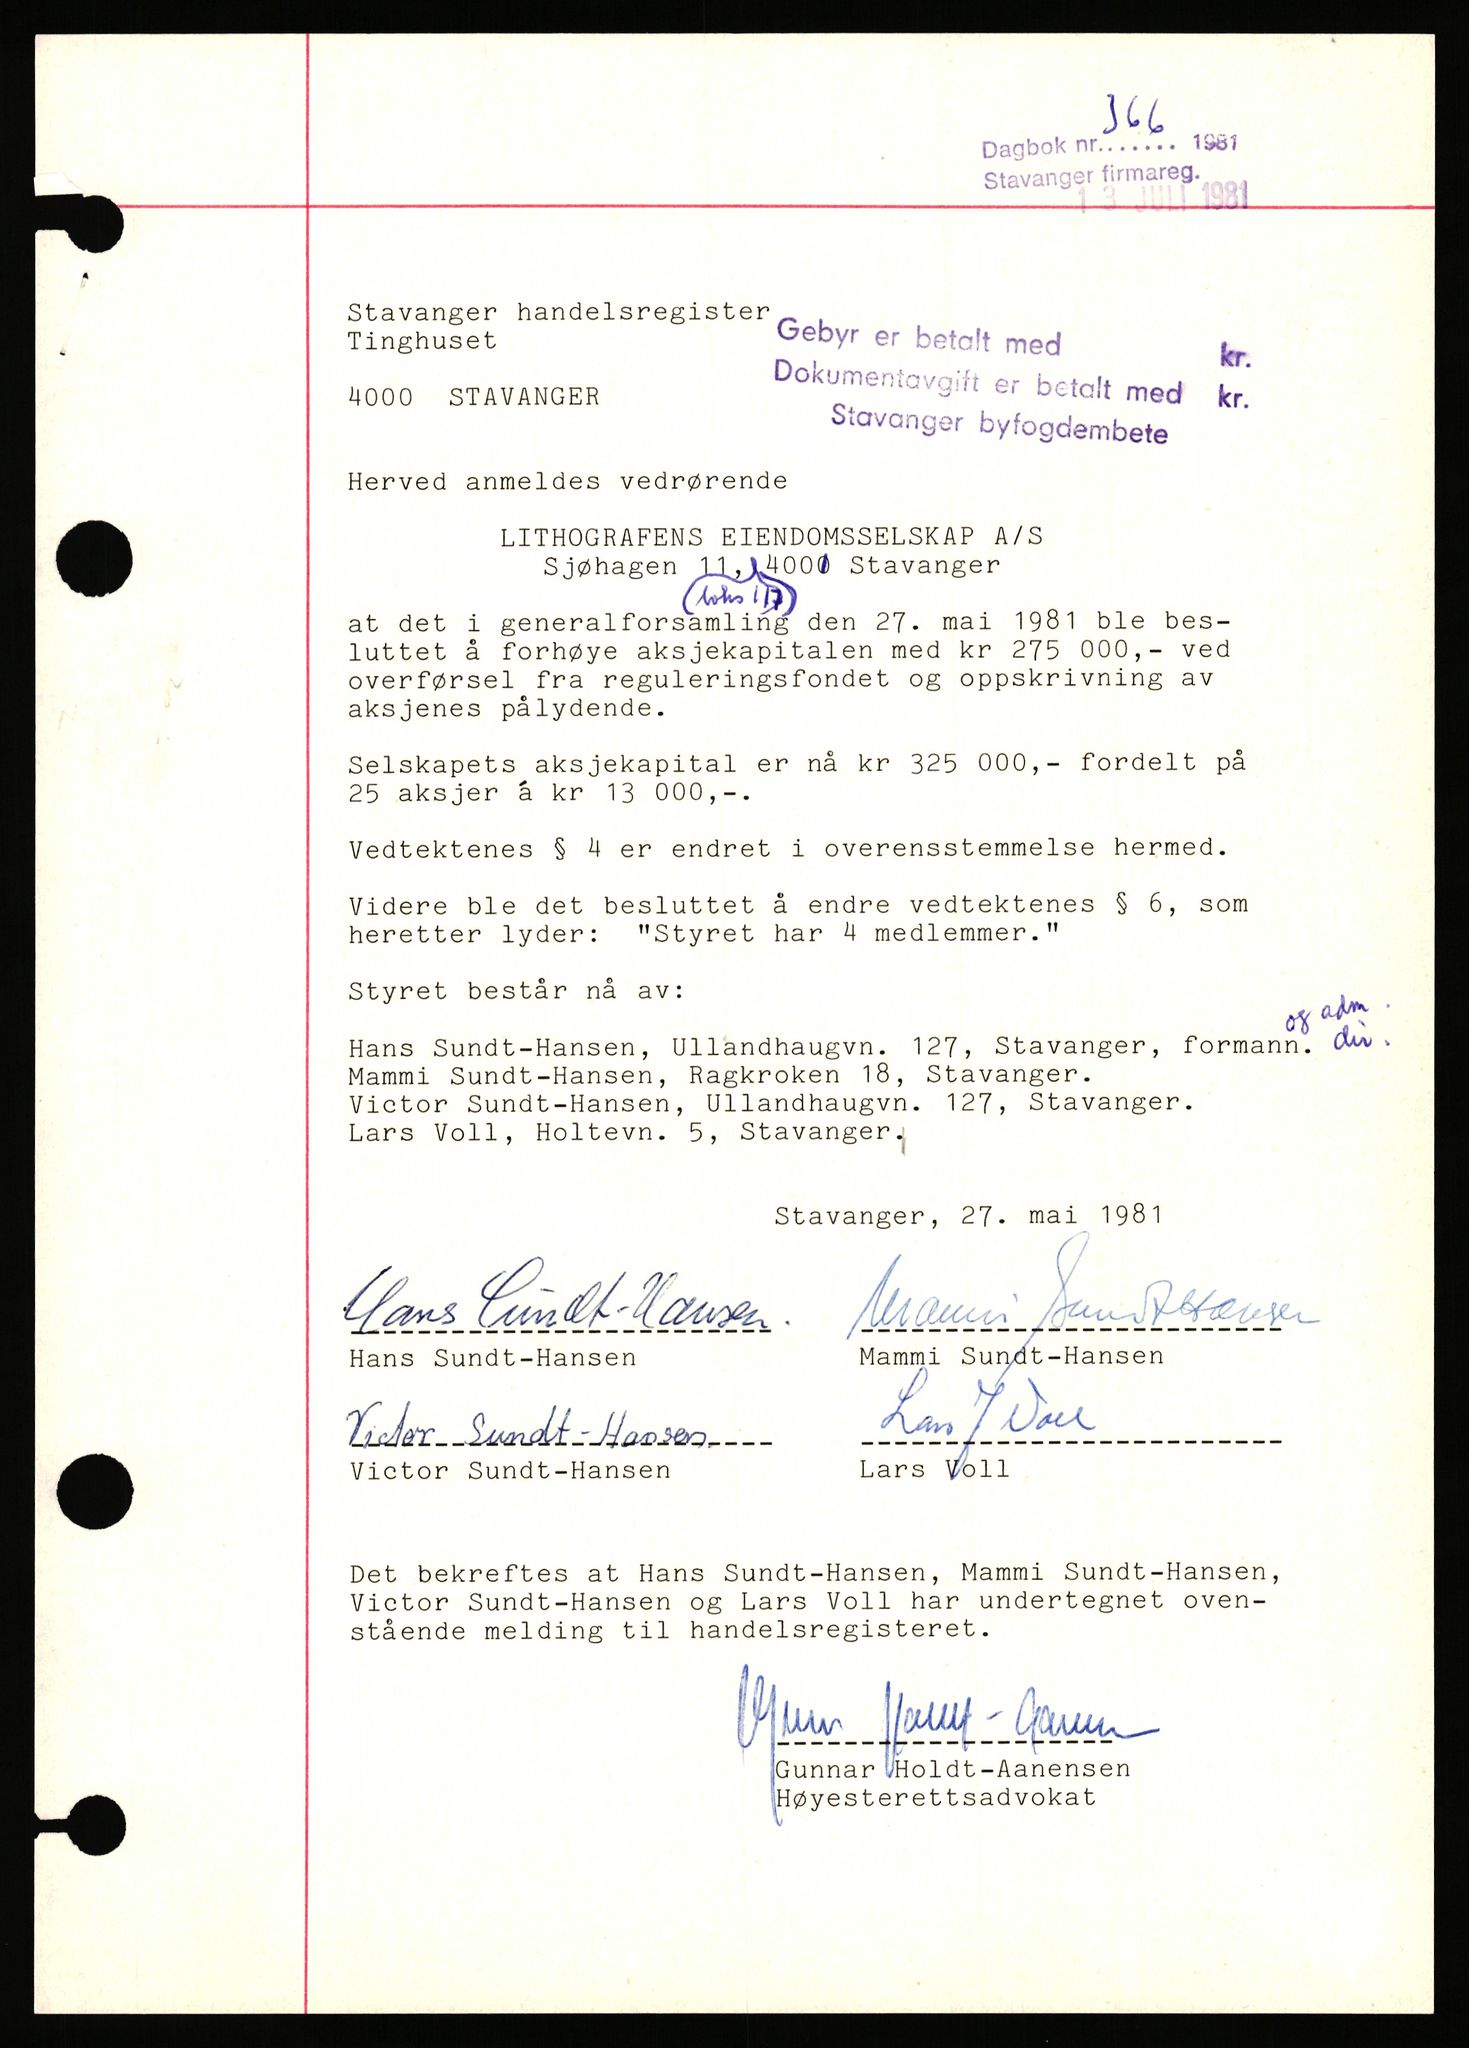 366
Dagbok nr....... 1981
Stavanger firmareg.
13 JULI 1981
Stavanger handelsregister
Tinghuset
4000 STAVANGER
Gebyr er betalt med kr.
Dokumentavgift er betalt med kr.
Stavanger byfogdembete
Herved anmeldes vedrørende
LITHOGRAFENS EIENDOMSSELSKAP A/S
Sjøhagen 11, 4001 Stavanger
(boks 117)
at det i generalforsamling den 27. mai 1981 ble bes-
luttet å forhøye aksjekapitalen med kr 275 000,- ved
overførsel fra reguleringsfondet og oppskrivning av
aksjenes pålydende.
Selskapets aksjekapital er nå kr 325 000,- fordelt på
25 aksjer á kr 13 000,-.
Vedtektenes § 4 er endret i overensstemmelse hermed.
Videre ble det besluttet å endre vedtektenes § 6, som
heretter lyder: "Styret har 4 medlemmer."
Styret består nå av:
Hans Sundt-Hansen, Ullandhaugvn. 127, Stavanger, formann. og adm. dir.
Mammi Sundt-Hansen, Ragkroken 18, Stavanger.
Victor Sundt-Hansen, Ullandhaugvn. 127, Stavanger.
Lars Voll, Holtevn. 5, Stavanger.
Stavanger, 27. mai 1981
Hans Sundt-Hansen. Mammi Sundt-Hansen
Hans Sundt-Hansen Mammi Sundt-Hansen
Victor Sundt-Hansen Lars J Voll
Victor Sundt-Hansen Lars Voll
Det bekreftes at Hans Sundt-Hansen, Mammi Sundt-Hansen,
Victor Sundt-Hansen og Lars Voll har undertegnet oven-
stående melding til handelsregisteret.
Gunnar Holdt-Aanensen
Gunnar Holdt-Aanensen
Høyesterettsadvokat